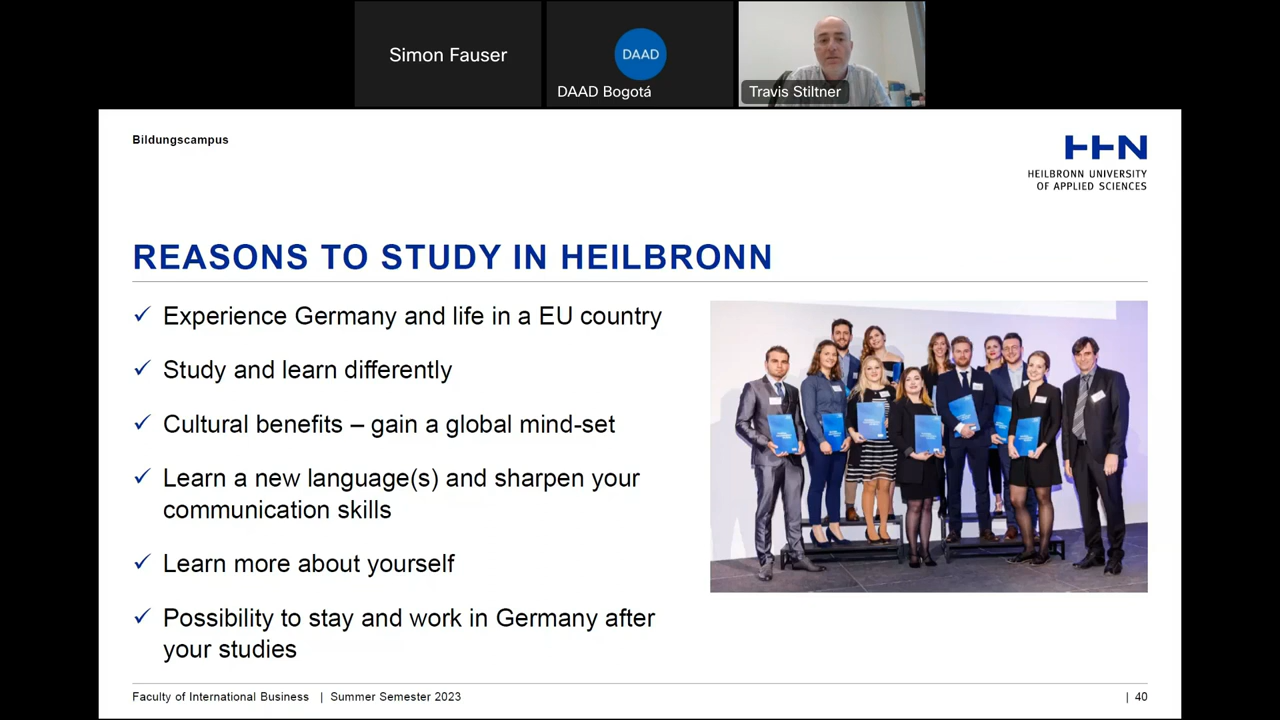 Simon Fauser
DAAD
DAAD Bogotá
Travis Stiltner
Bildungscampus
HHN
HEILBRONN UNIVERSITY
OF APPLIED SCIENCES
REASONS TO STUDY IN HEILBRONN
✓ Experience Germany and life in a EU country
✓ Study and learn differently
✓ Cultural benefits – gain a global mind-set
✓ Learn a new language(s) and sharpen your
communication skills
✓ Learn more about yourself
✓ Possibility to stay and work in Germany after
your studies
Faculty of International Business | Summer Semester 2023
| 40